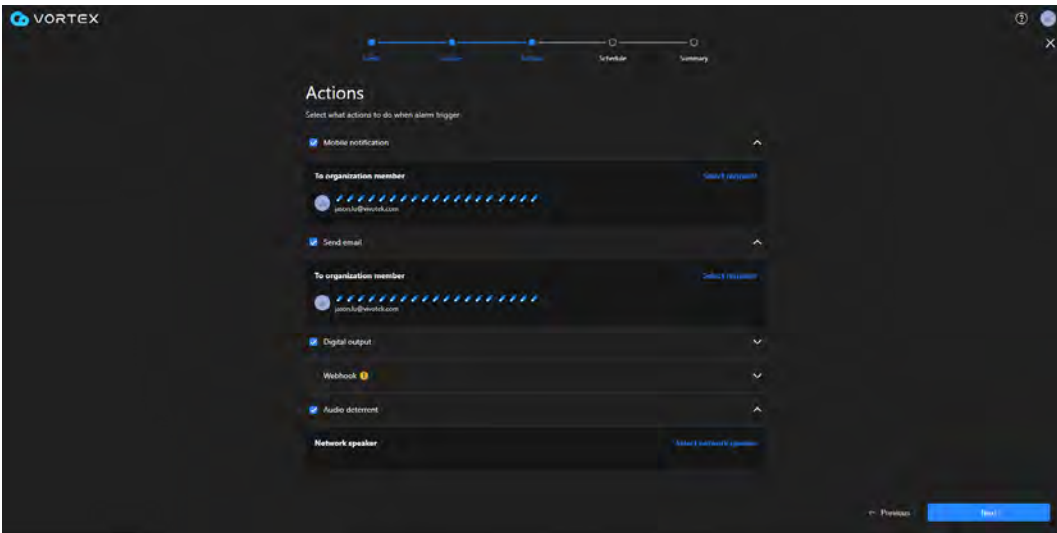 VORTEX
Schedule
Summary
Actions
Select what actions to do when alarm trigger
Mobile notification
To organization member
Select recipient
Send email
To organization member
Select recipient
Digital output
Webhook
Audio deterrent
Network speaker
Select network speaker
← Previous
Next